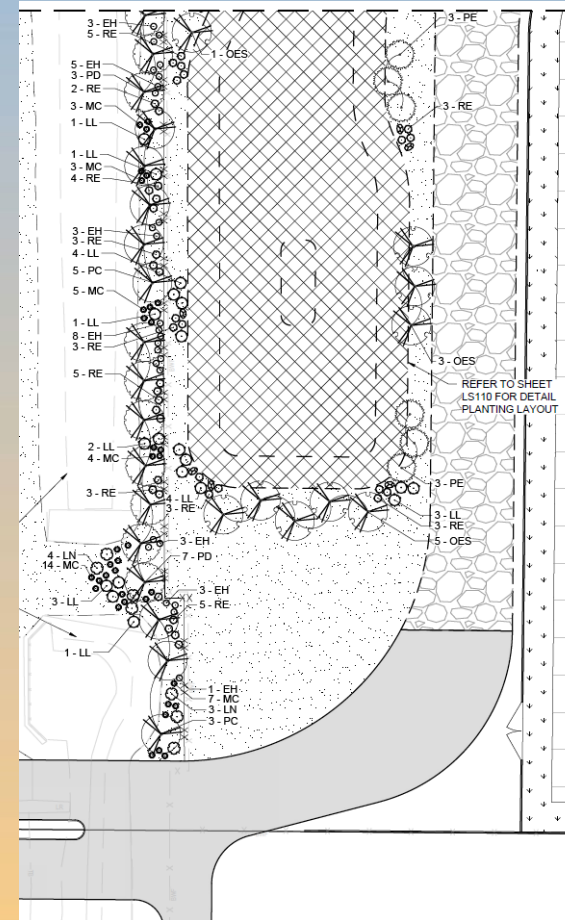 3 - EH
5 - RE
1 - OES
3 - PE
5 - EH
3 - PD
2 - RE
3 - MC
1 - LL
3 - RE
1 - LL
3 - MC
4 - RE
3 - EH
3 - RE
4 - LL
5 - PC
5 - MC
1 - LL
8 - EH
3 - RE
5 - RE
3 - OES
REFER TO SHEET
LS110 FOR DETAIL
PLANTING LAYOUT
2 - LL
4 - MC
3 - RE
4 - LL
3 - RE
3 - PE
3 - LL
3 - RE
5 - OES
3 - EH
7 - PD
4 - LN
14 - MC
3 - LL
1 - LL
3 - EH
5 - RE
1 - EH
7 - MC
3 - LN
3 - PC